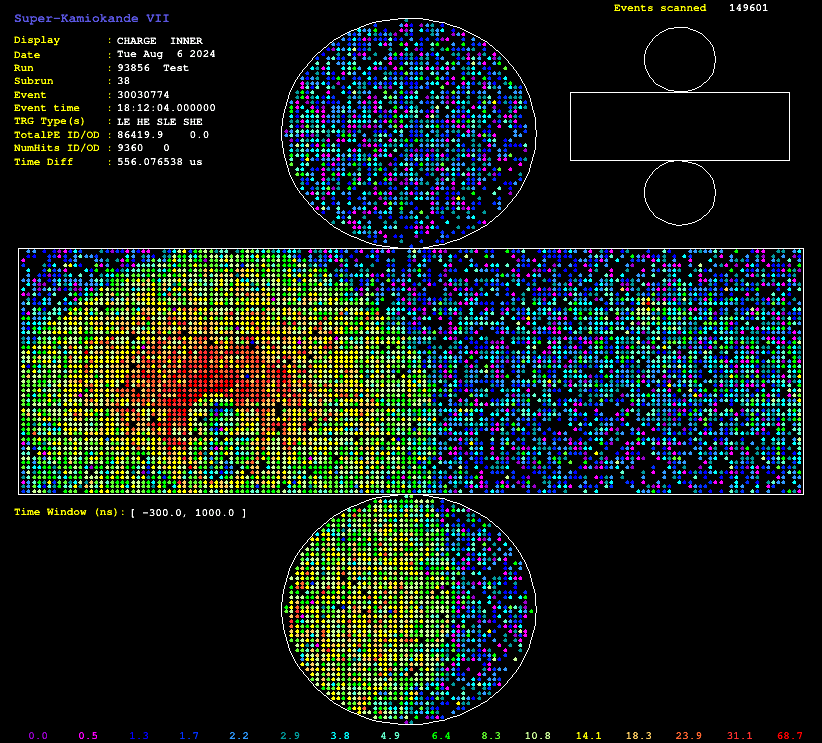 Super-Kamiokande VII
Events scanned 149601
Display : CHARGE INNER
Date : Tue Aug 6 2024
Run : 93856 Test
Subrun : 38
Event : 30030774
Event time : 18:12:04.000000
TRG Type(s) : LE HE SLE SHE
TotalPE ID/OD : 86419.9 0.0
NumHits ID/OD : 9360 0
Time Diff : 556.076538 us
Time Window (ns): [ -300.0, 1000.0 ]
0.0 0.5 1.3 1.7 2.2 2.9 3.8 4.9 6.4 8.3 10.8 14.1 18.3 23.9 31.1 68.7